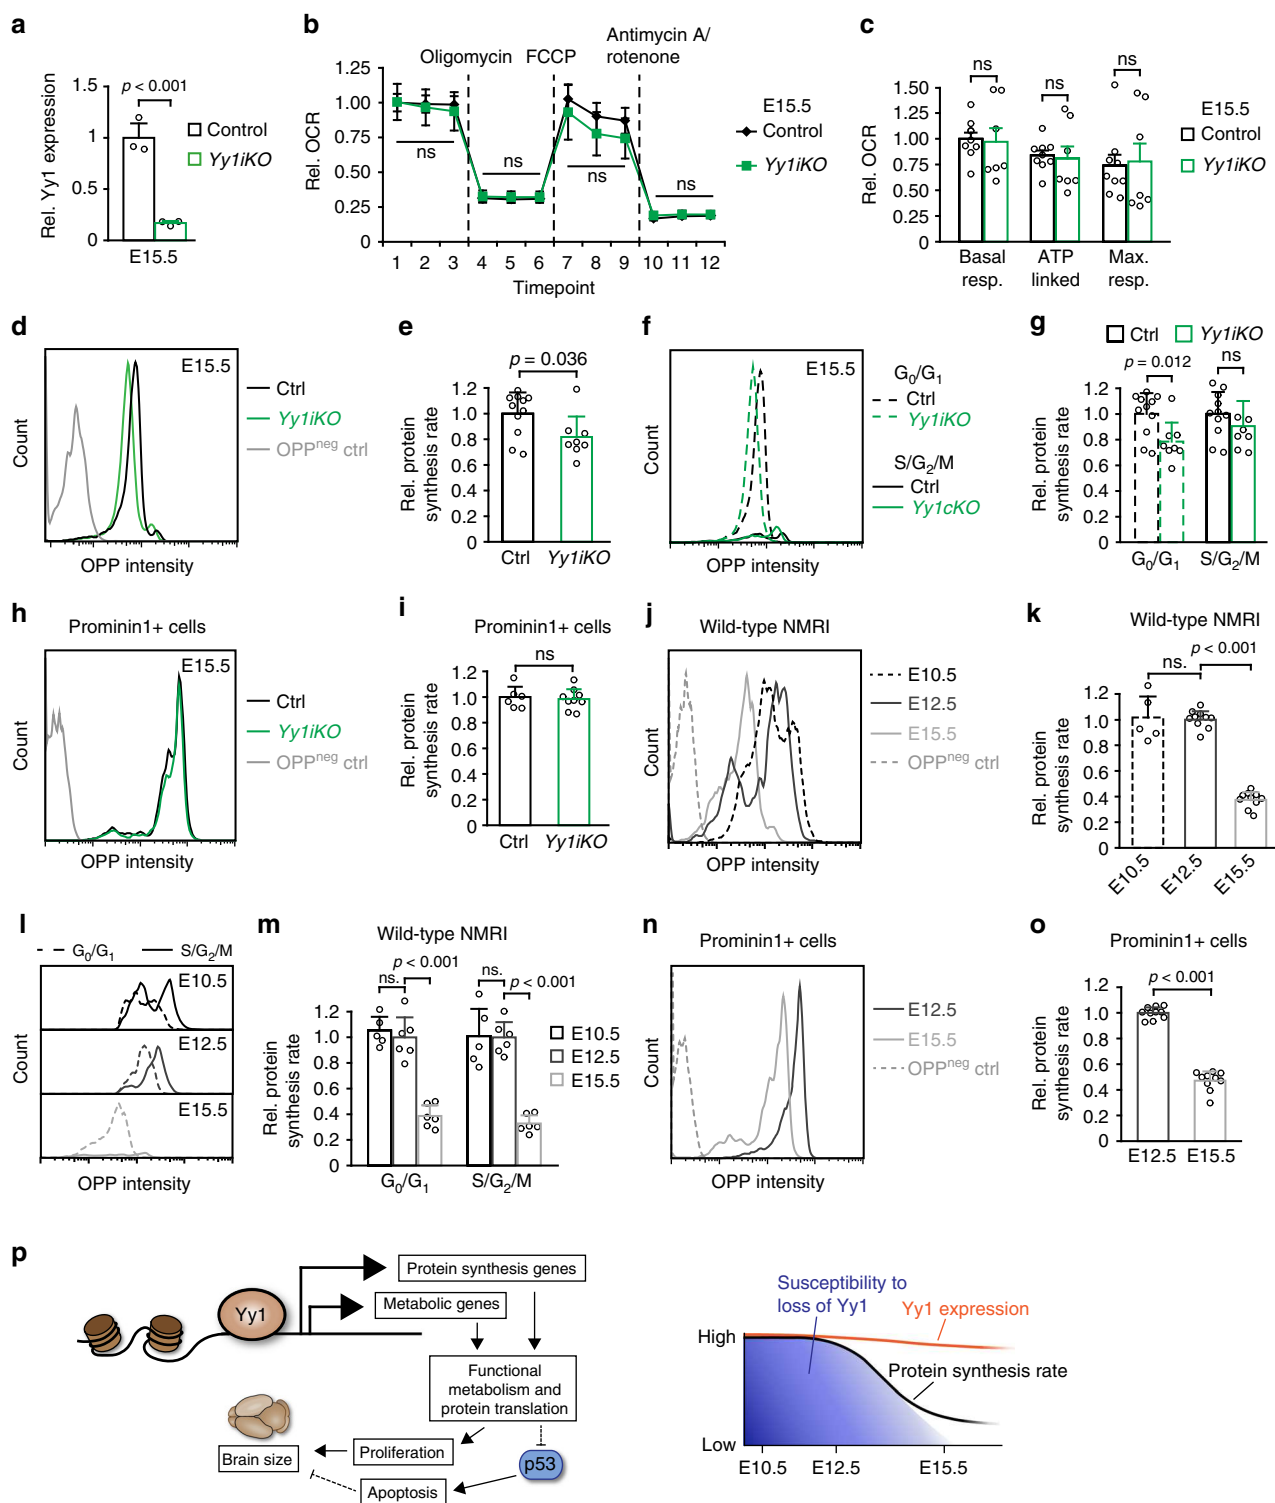 a
Rel. Yy1 expression
1.5
1
0.5
0
p < 0.001
E15.5
Control
Yy1iKO
b
Oligomycin
FCCP
Antimycin A/
rotenone
Rel. OCR
1.25
1.00
0.75
0.50
0.25
0
ns
ns
ns
ns
1 2 3 4 5 6 7 8 9 10 11 12
Timepoint
E15.5
Control
Yy1iKO
c
Rel. OCR
1.50
1.25
1.00
0.75
0.50
0.25
0
ns
ns
ns
Basal
resp.
ATP
linked
Max.
resp.
E15.5
Control
Yy1iKO
d
E15.5
Count
OPP intensity
Ctrl
Yy1iKO
OPPneg ctrl
e
p = 0.036
Rel. protein
synthesis rate
1.2
1.0
0.8
0.6
0.4
0.2
0
Ctrl Yy1iKO
f
E15.5
Count
OPP intensity
G0/G1
Ctrl
Yy1iKO
S/G2/M
Ctrl
Yy1cKO
g
Ctrl Yy1iKO
p = 0.012
ns
Rel. protein
synthesis rate
1.2
1.0
0.8
0.6
0.4
0.2
0
G0/G1 S/G2/M
h
Prominin1+ cells
E15.5
Count
OPP intensity
Ctrl
Yy1iKO
OPPneg ctrl
i
Prominin1+ cells
ns
Rel. protein
synthesis rate
1.2
1.0
0.8
0.6
0.4
0.2
0
Ctrl Yy1iKO
j
Wild-type NMRI
Count
OPP intensity
E10.5
E12.5
E15.5
OPPneg ctrl
k
Wild-type NMRI
p < 0.001
ns.
Rel. protein
synthesis rate
1.2
1.0
0.8
0.6
0.4
0.2
0
E10.5
E12.5
E15.5
l
G0/G1 S/G2/M
E10.5
E12.5
E15.5
Count
OPP intensity
m
Wild-type NMRI
ns.
p < 0.001
ns.
p < 0.001
Rel. protein
synthesis rate
1.2
1.0
0.8
0.6
0.4
0.2
0
G0/G1 S/G2/M
E10.5
E12.5
E15.5
n
Prominin1+ cells
Count
OPP intensity
E12.5
E15.5
OPPneg ctrl
o
Prominin1+ cells
p < 0.001
Rel. protein
synthesis rate
1.2
1.0
0.8
0.6
0.4
0.2
0
E12.5 E15.5
p
Yy1
Protein synthesis genes
Metabolic genes
Functional
metabolism and
protein translation
Brain size
Proliferation
p53
Apoptosis
Susceptibility to
loss of Yy1
Yy1 expression
High
Protein synthesis rate
Low
E10.5 E12.5 E15.5